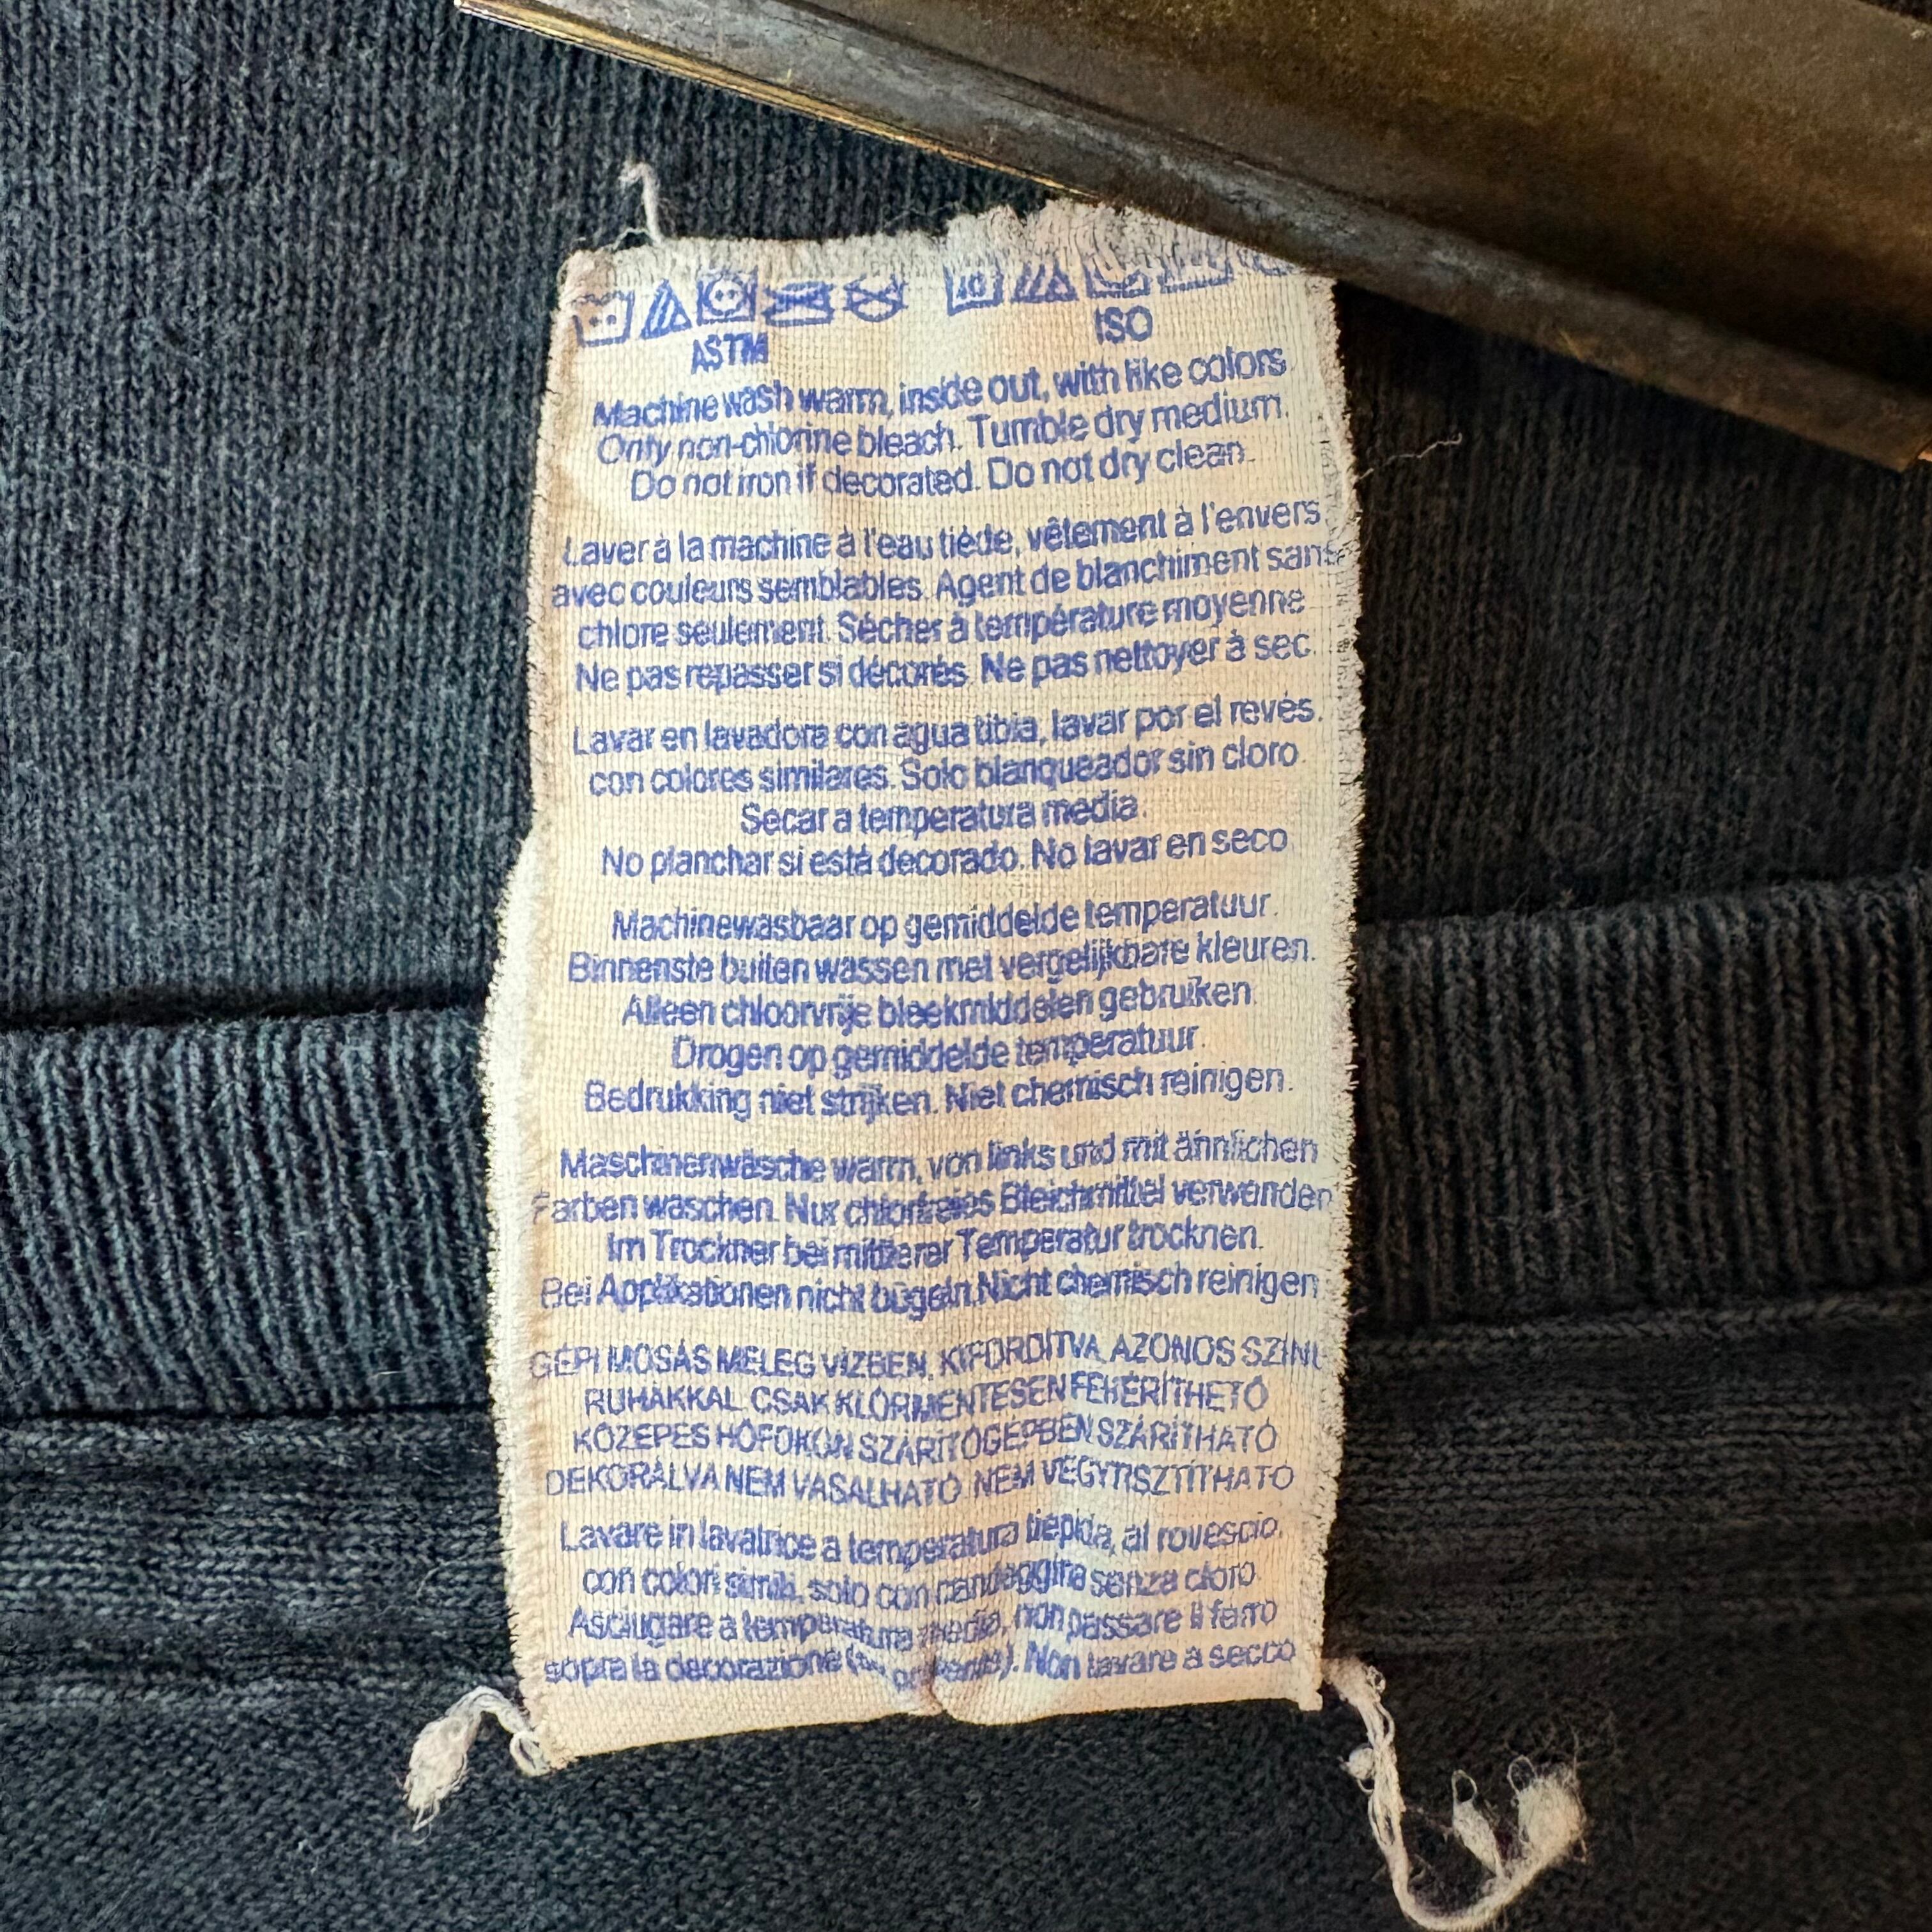 ASTM ISO
Machine wash warm, inside out, with like colors.
Only non-chlorine bleach. Tumble dry medium.
Do not iron if decorated. Do not dry clean.
Laver à la machine à l'eau tiède, vêtement à l'envers
avec couleurs semblables. Agent de blanchiment sans
chlore seulement. Sécher à température moyenne
Ne pas repasser si décorés. Ne pas nettoyer à sec.
Lavar en lavadora con agua tibia, lavar por el revés.
con colores similares. Solo blanqueador sin cloro.
Secar a temperatura media.
No planchar si está decorado. No lavar en seco
Machinewasbaar op gemiddelde temperatuur.
Binnenste buiten wassen met vergelijkbare kleuren.
Alleen chloorvrije bleekmiddelen gebruiken.
Drogen op gemiddelde temperatuur.
Bedrukking niet strijken. Niet chemisch reinigen.
Maschinenwäsche warm, von links und mit ähnlichen
Farben waschen. Nur chlorfreies Bleichmittel verwenden
Im Trockner bei mittlerer Temperatur trocknen.
Bei Applikationen nicht bügeln. Nicht chemisch reinigen
GÉPI MOSÁS MELEG VÍZBEN, KIFORDÍTVA, AZONOS SZÍNŰ
RUHÁKKAL. CSAK KLÓRMENTESEN FEHÉRÍTHETŐ
KÖZEPES HŐFOKON SZÁRÍTÓGÉPBEN SZÁRÍTHATÓ
DEKORÁLVA NEM VASALHATÓ. NEM VEGYTISZTÍTHATÓ
Lavare in lavatrice a temperatura tiepida, al rovescio,
con colori simili, solo con candeggina senza cloro.
Asciugare a temperatura media, non passare il ferro
sopra la decorazione Non lavare a secco